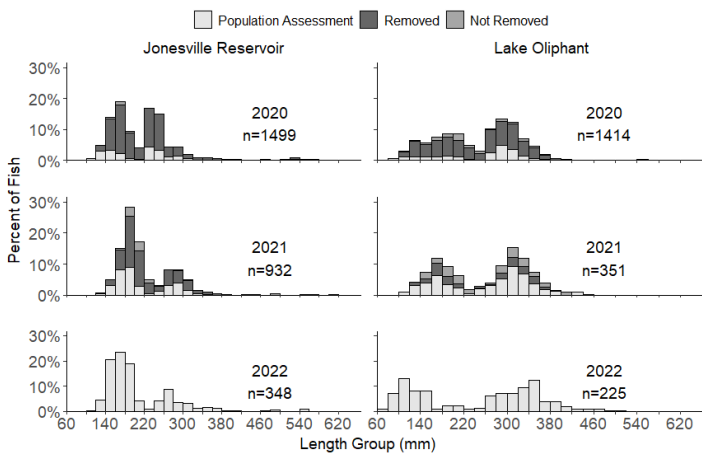 Population Assessment Removed Not Removed
Jonesville Reservoir Lake Oliphant
Percent of Fish
30%
20%
10%
0%
2020
n=1499
2020
n=1414
30%
20%
10%
0%
2021
n=932
2021
n=351
30%
20%
10%
0%
2022
n=348
2022
n=225
60 140 220 300 380 460 540 620 60 140 220 300 380 460 540 620
Length Group (mm)